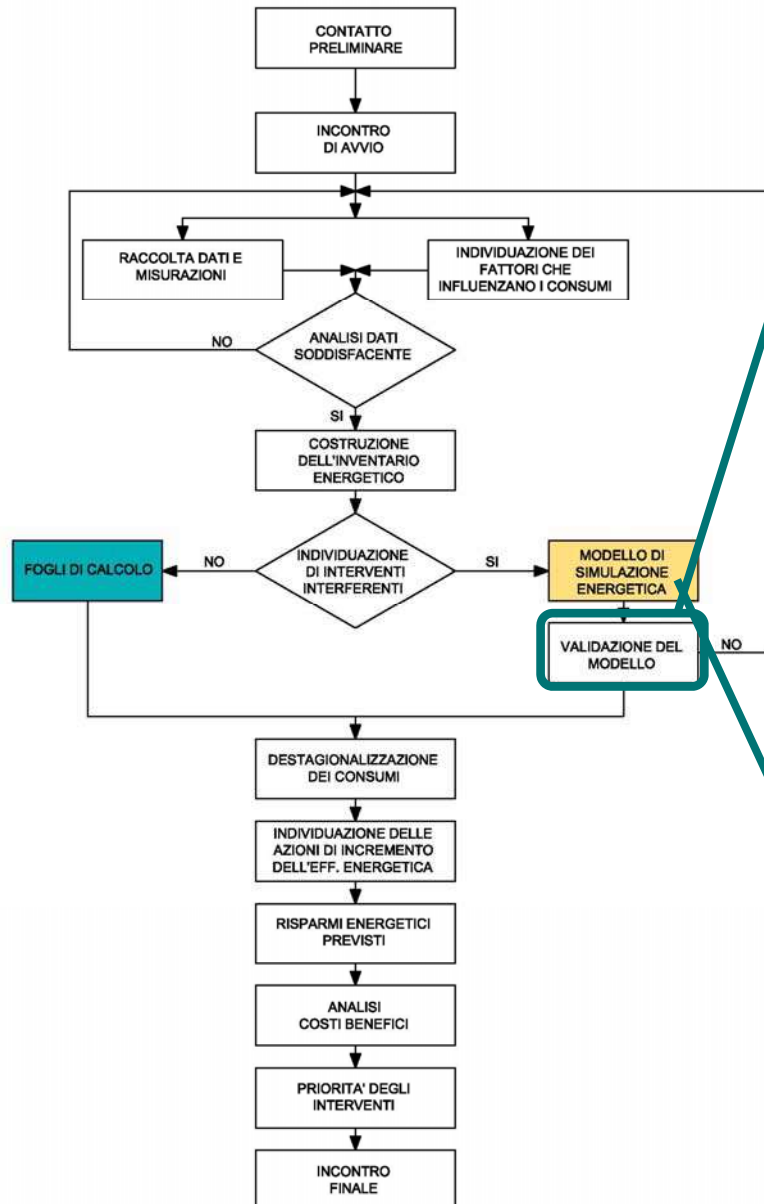 CONTATTO
PRELIMINARE
INCONTRO
DI AVVIO
RACCOLTA DATI E
MISURAZIONI
INDIVIDUAZIONE DEI
FATTORI CHE
INFLUENZANO I CONSUMI
NO
ANALISI DATI
SODDISFACENTE
SI
COSTRUZIONE
DELL'INVENTARIO
ENERGETICO
FOGLI DI CALCOLO
NO
INDIVIDUAZIONE
DI INTERVENTI
INTERFERENTI
SI
MODELLO DI
SIMULAZIONE
ENERGETICA
VALIDAZIONE DEL
MODELLO
NO
DESTAGIONALIZZAZIONE
DEI CONSUMI
INDIVIDUAZIONE DELLE
AZIONI DI INCREMENTO
DELL'EFF. ENERGETICA
RISPARMI ENERGETICI
PREVISTI
ANALISI
COSTI BENEFICI
PRIORITA' DEGLI
INTERVENTI
INCONTRO
FINALE